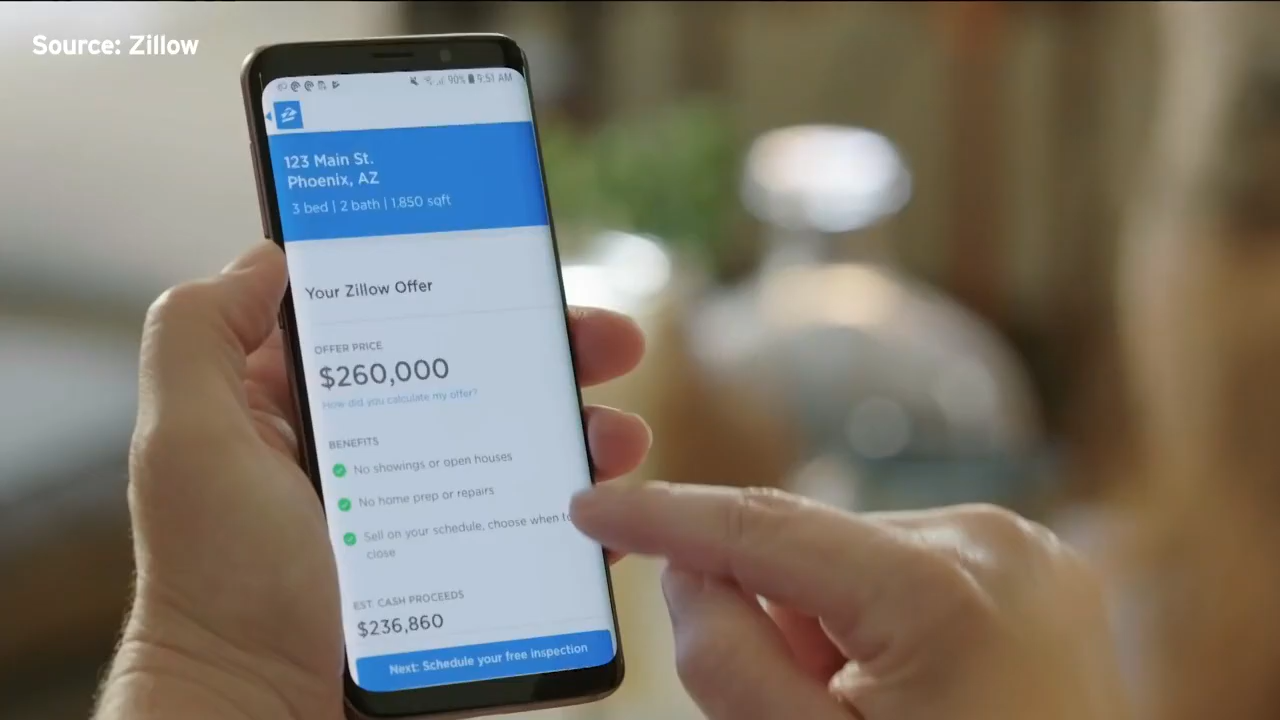 Source: Zillow
90% 9:51 AM
123 Main St.
Phoenix, AZ
3 bed | 2 bath | 1,850 sqft
Your Zillow Offer
OFFER PRICE
$260,000
How did you calculate my offer?
BENEFITS
No showings or open houses
No home prep or repairs
Sell on your schedule, choose when to
close
EST. CASH PROCEEDS
$236,860
Next: Schedule your free inspection